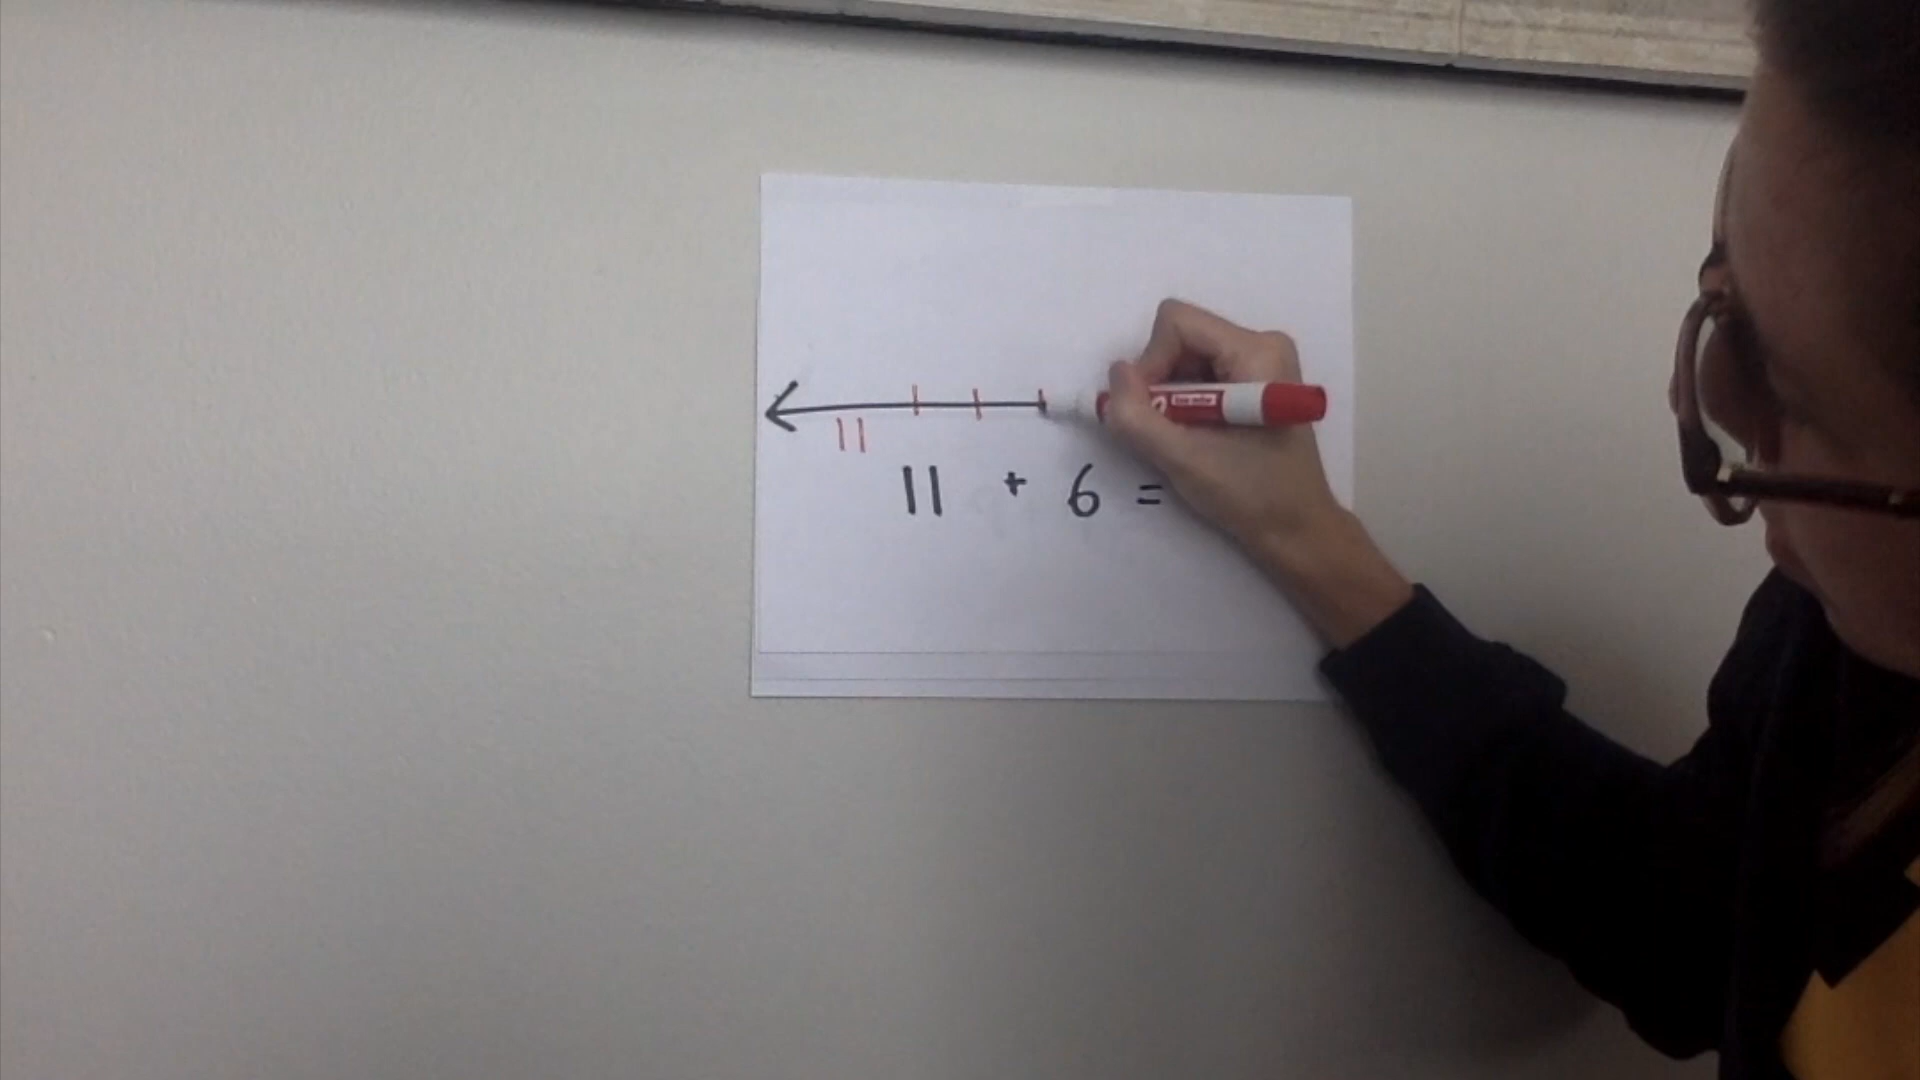 11
11 + 6 =